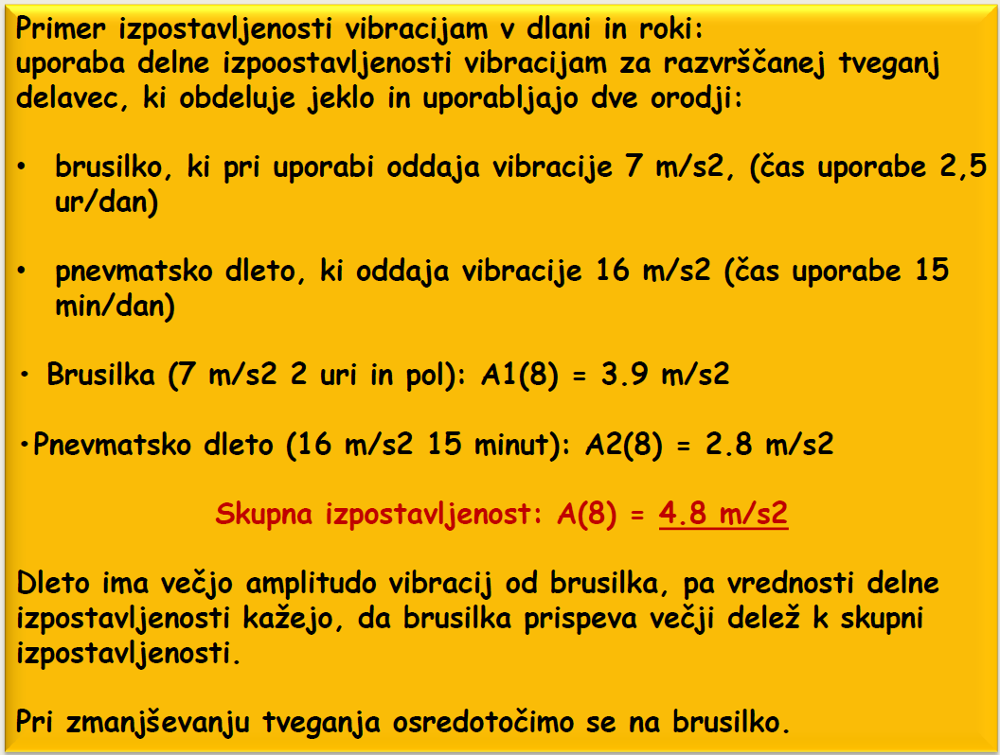 Primer izpostavljenosti vibracijam v dlani in roki:
uporaba delne izpoostavljenosti vibracijam za razvrščanej tveganj
delavec, ki obdeluje jeklo in uporabljajo dve orodji:
• brusilko, ki pri uporabi oddaja vibracije 7 m/s2, (čas uporabe 2,5
ur/dan)
• pnevmatsko dleto, ki oddaja vibracije 16 m/s2 (čas uporabe 15
min/dan)
• Brusilka (7 m/s2 2 uri in pol): A1(8) = 3.9 m/s2
•Pnevmatsko dleto (16 m/s2 15 minut): A2(8) = 2.8 m/s2
Skupna izpostavljenost: A(8) = 4.8 m/s2
Dleto ima večjo amplitudo vibracij od brusilka, pa vrednosti delne
izpostavljenosti kažejo, da brusilka prispeva večji delež k skupni
izpostavljenosti.
Pri zmanjševanju tveganja osredotočimo se na brusilko.